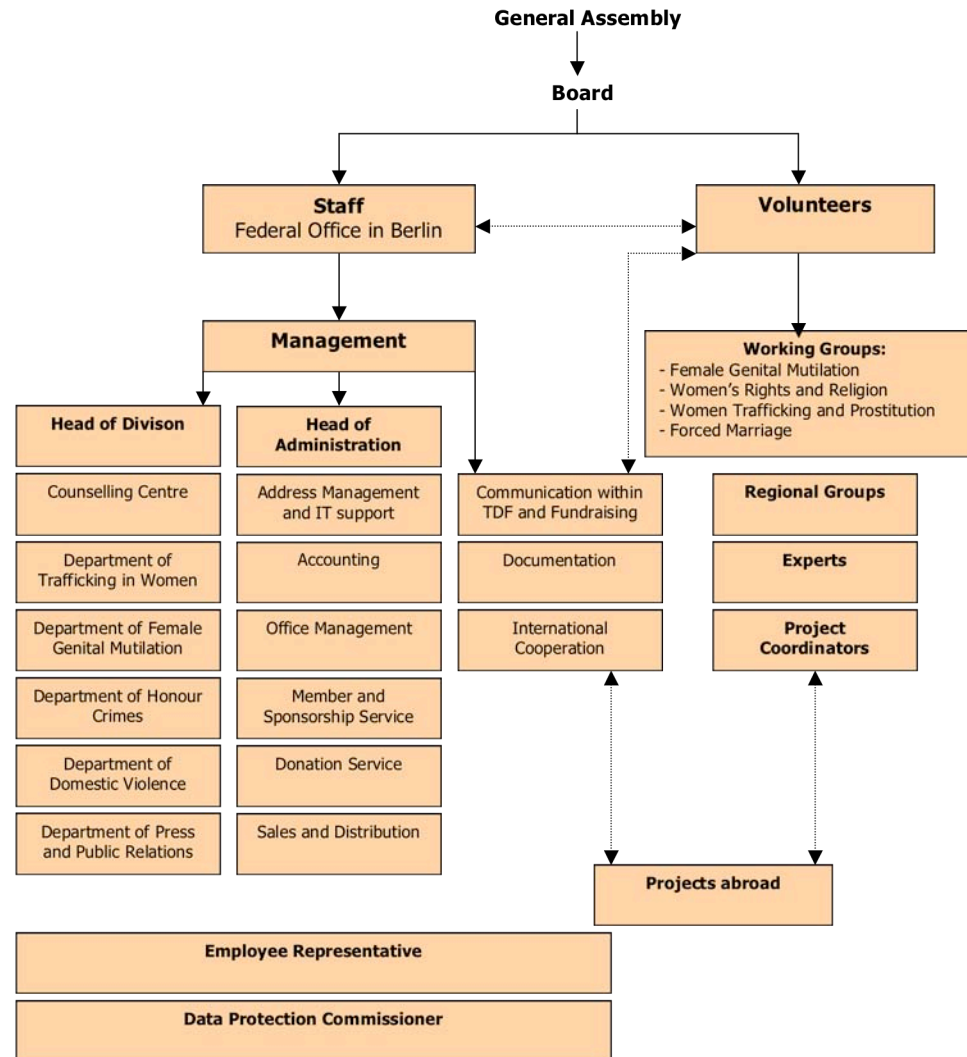 General Assembly
Board
Staff
Federal Office in Berlin
Volunteers
Management
Working Groups:
- Female Genital Mutilation
- Women's Rights and Religion
- Women Trafficking and Prostitution
- Forced Marriage
Head of Divison
Counselling Centre
Department of
Trafficking in Women
Department of Female
Genital Mutilation
Department of Honour
Crimes
Department of
Domestic Violence
Department of Press
and Public Relations
Head of
Administration
Address Management
and IT support
Accounting
Office Management
Member and
Sponsorship Service
Donation Service
Sales and Distribution
Communication within
TDF and Fundraising
Documentation
International
Cooperation
Regional Groups
Experts
Project
Coordinators
Projects abroad
Employee Representative
Data Protection Commissioner